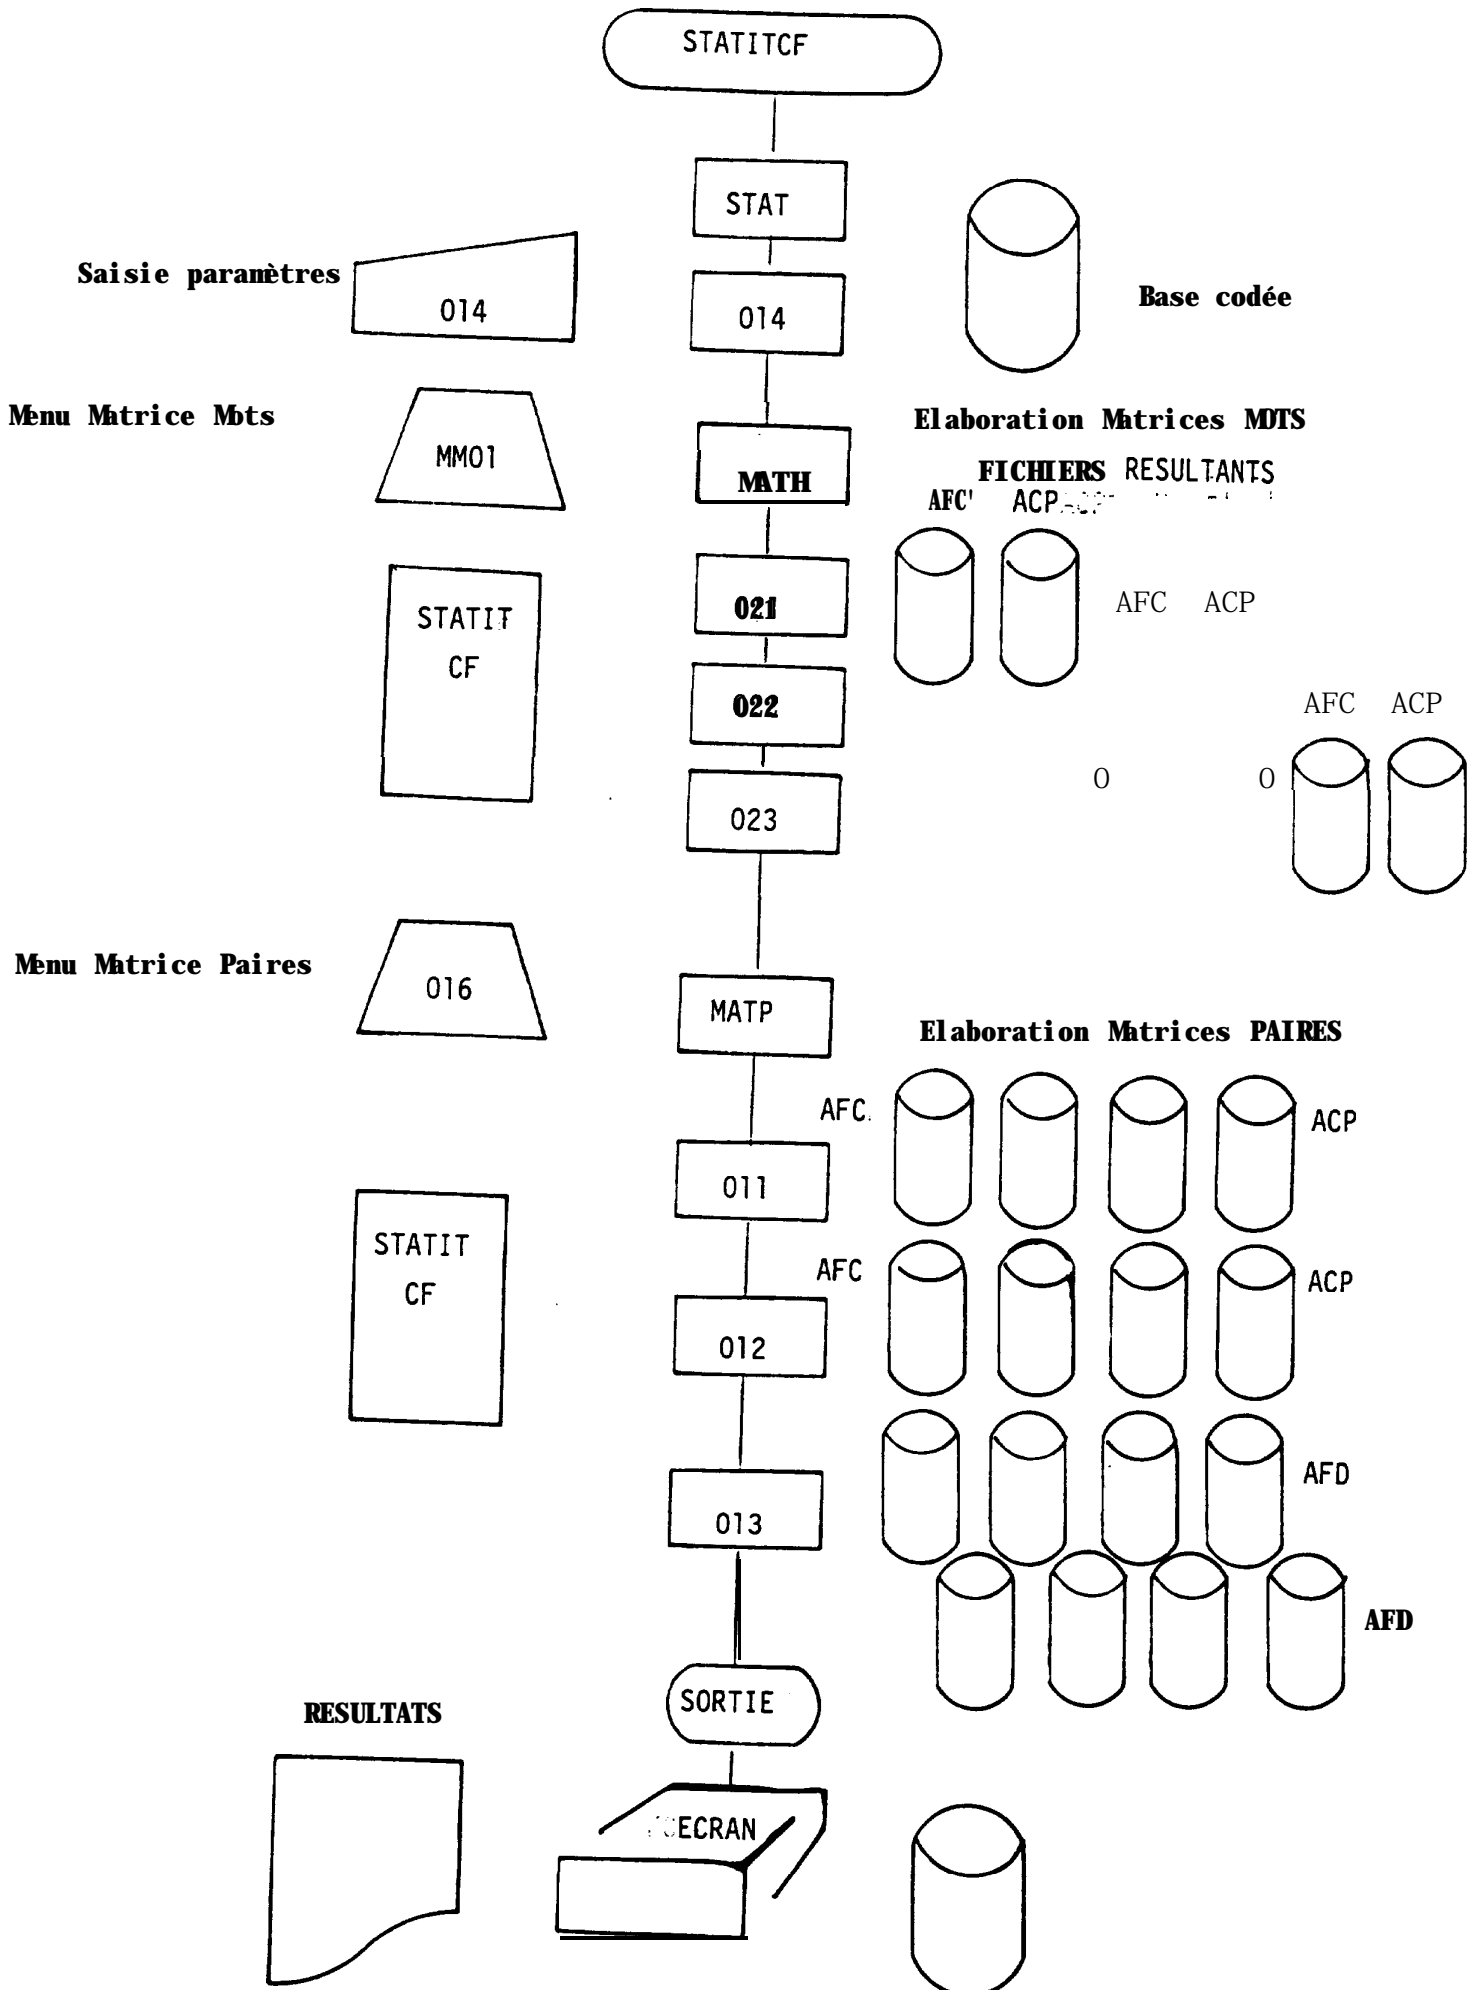 STATITCF
STAT
Saisie paramètres
014
014
Base codée
Menu Matrice Mots
MM01
MATH
Elaboration Matrices MOTS
FICHIERS RESULTANTS
AFC' ACP
STATIT
CF
021
AFC ACP
022
AFC ACP
O O
023
Menu Matrice Paires
016
MATP
Elaboration Matrices PAIRES
AFC ACP
011
STATIT
CF
AFC ACP
012
AFD
013
AFD
SORTIE
RESULTATS
ECRAN